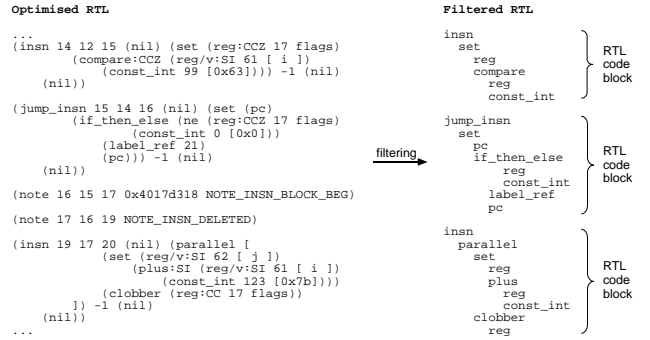 Optimised RTL
...
(insn 14 12 15 (nil) (set (reg:CCZ 17 flags)
(compare:CCZ (reg/v:SI 61 [ i ])
(const_int 99 [0x63]))) -1 (nil)
(nil))
(jump_insn 15 14 16 (nil) (set (pc)
(if_then_else (ne (reg:CCZ 17 flags)
(const_int 0 [0x0]))
(label_ref 21)
(pc))) -1 (nil)
(nil))
(note 16 15 17 0x4017d318 NOTE_INSN_BLOCK_BEG)
(note 17 16 19 NOTE_INSN_DELETED)
(insn 19 17 20 (nil) (parallel [
(set (reg/v:SI 62 [ j ])
(plus:SI (reg/v:SI 61 [ i ])
(const_int 123 [0x7b])))
(clobber (reg:CC 17 flags))
]) -1 (nil)
(nil))
...
filtering
Filtered RTL
insn
set
reg
compare
reg
const_int
RTL
code
block
jump_insn
set
pc
if_then_else
reg
const_int
label_ref
pc
RTL
code
block
insn
parallel
set
reg
plus
reg
const_int
clobber
reg
RTL
code
block